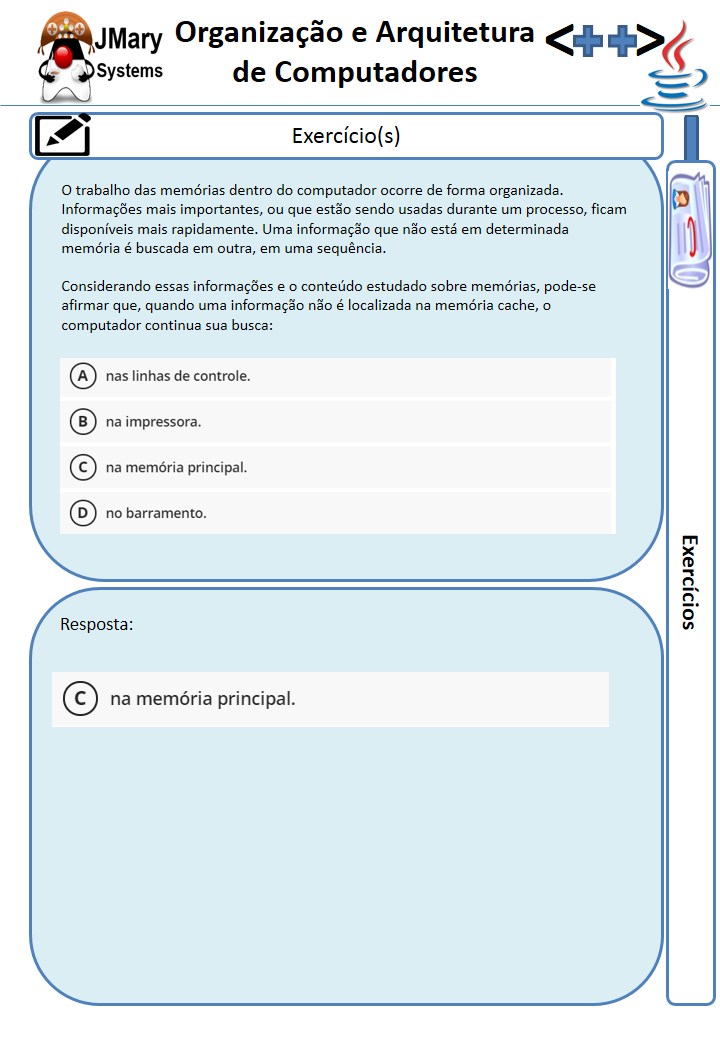 JMary
Systems
Organização e Arquitetura
de Computadores
<++>
Exercício(s)
O trabalho das memórias dentro do computador ocorre de forma organizada.
Informações mais importantes, ou que estão sendo usadas durante um processo, ficam
disponíveis mais rapidamente. Uma informação que não está em determinada
memória é buscada em outra, em uma sequência.
Considerando essas informações e o conteúdo estudado sobre memórias, pode-se
afirmar que, quando uma informação não é localizada na memória cache, o
computador continua sua busca:
A nas linhas de controle.
B na impressora.
C na memória principal.
D no barramento.
Exercícios
Resposta:
C na memória principal.